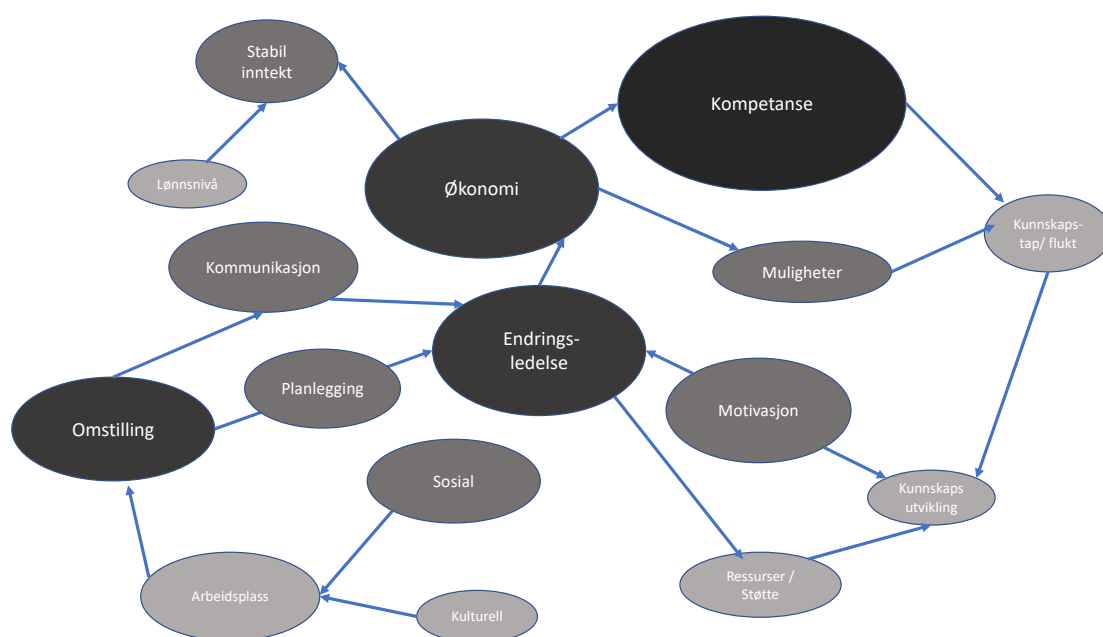 Stabil
inntekt
Kompetanse
Lønnsnivå
Økonomi
Kunnskaps-
tap/ flukt
Kommunikasjon
Muligheter
Endrings-
ledelse
Planlegging
Motivasjon
Omstilling
Sosial
Kunnskaps
utvikling
Ressurser /
Støtte
Arbeidsplass
Kulturell